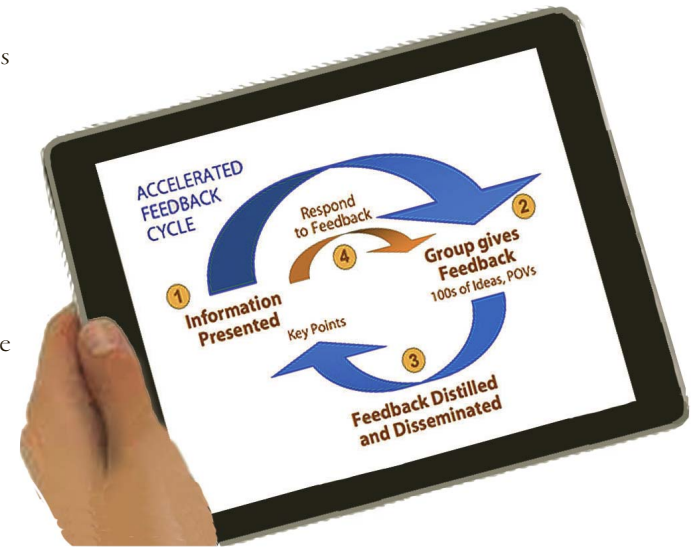 s
e
ACCELERATED
FEEDBACK
CYCLE
1
Information
Presented
2
Group gives
Feedback
100s of Ideas, POVs
3
Feedback Distilled
and Disseminated
Key Points
4
Respond
to Feedback